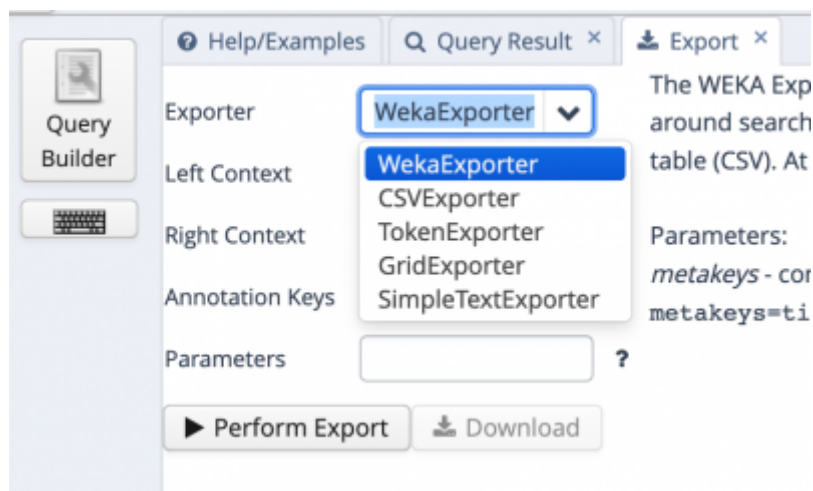 Help/Examples
Query Result ×
Export ×
Query
Builder
Exporter
WekaExporter
WekaExporter
CSVExporter
TokenExporter
GridExporter
SimpleTextExporter
Left Context
Right Context
Annotation Keys
Parameters
?
Perform Export
Download
The WEKA Exp
around search
table (CSV). At
Parameters:
metakeys - con
metakeys=ti